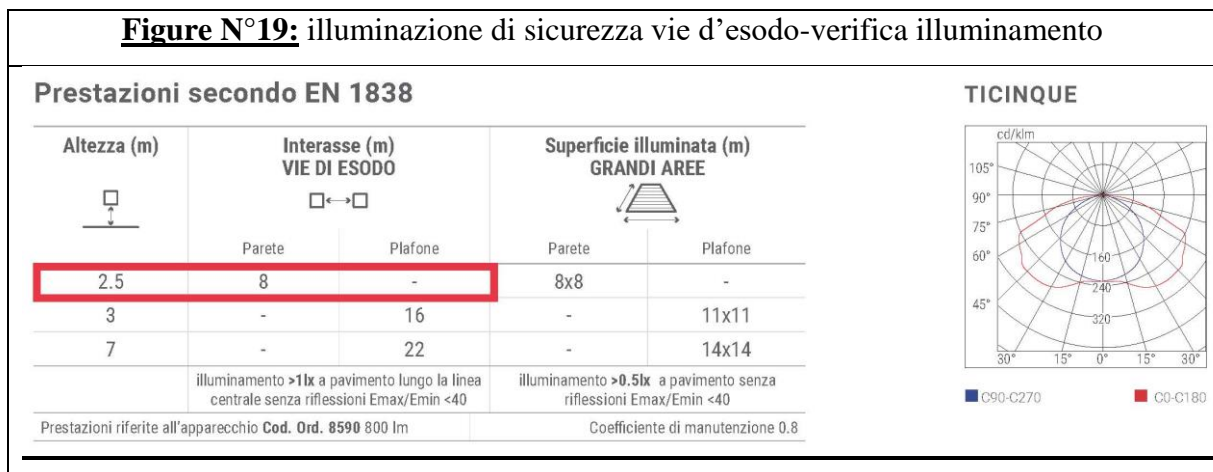 Figure N°19: illuminazione di sicurezza vie d'esodo-verifica illuminamento
Prestazioni secondo EN 1838
Altezza (m)
Interasse (m)
VIE DI ESODO
Superficie illuminata (m)
GRANDI AREE
Parete Plafone Parete Plafone
2.5 8 - 8x8 -
3 - 16 - 11x11
7 - 22 - 14x14
illuminamento >1lx a pavimento lungo la linea
centrale senza riflessioni Emax/Emin <40
illuminamento >0.5lx a pavimento senza
riflessioni Emax/Emin <40
Prestazioni riferite all'apparecchio Cod. Ord. 8590 800 lm Coefficiente di manutenzione 0.8
TICINQUE
cd/klm
105°
90°
75°
60°
45°
160
240
320
30° 15° 0° 15° 30°
C90-C270 C0-C180